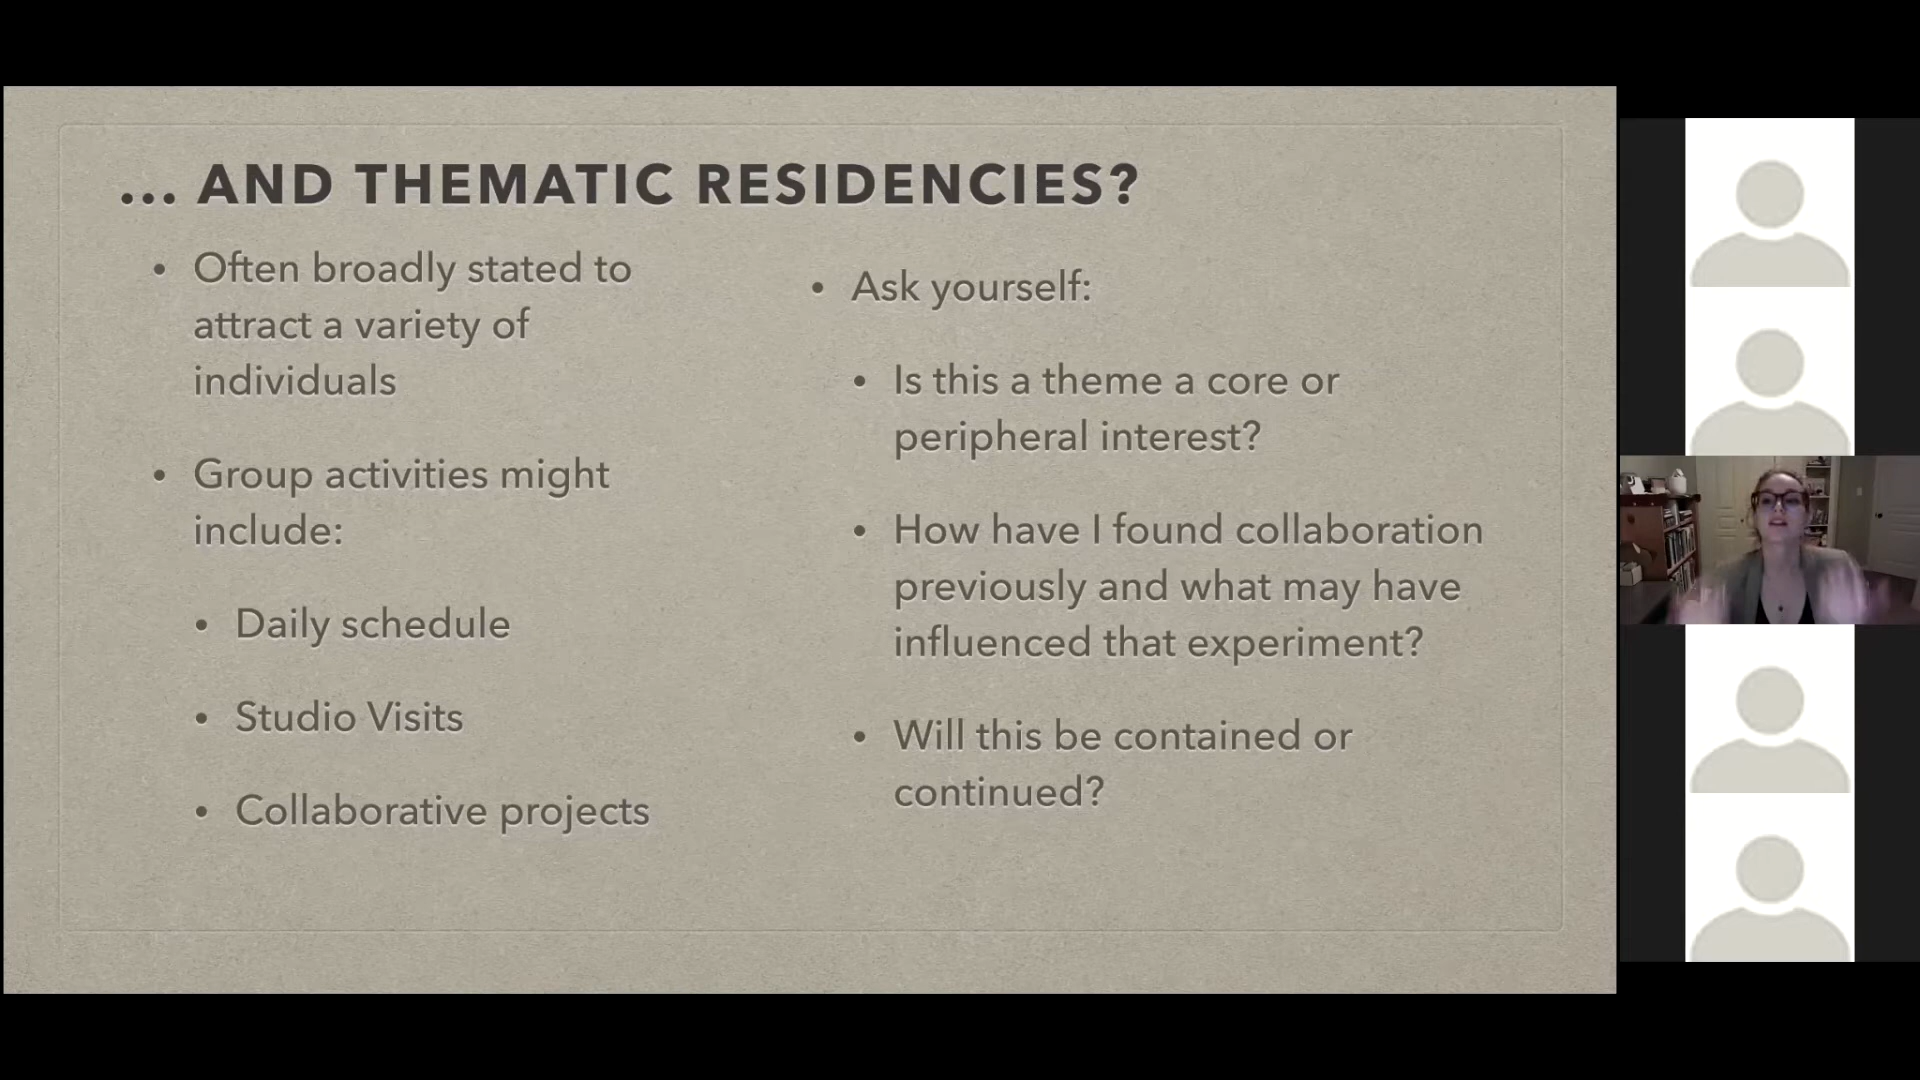 ... AND THEMATIC RESIDENCIES?
• Often broadly stated to
attract a variety of
individuals
• Group activities might
include:
• Daily schedule
• Studio Visits
• Collaborative projects
• Ask yourself:
• Is this a theme a core or
peripheral interest?
• How have I found collaboration
previously and what may have
influenced that experiment?
• Will this be contained or
continued?